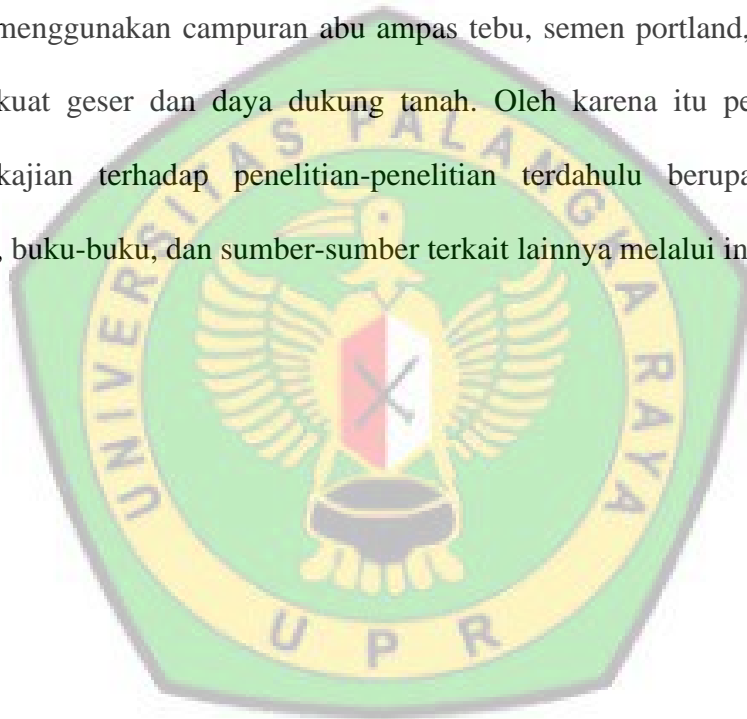 menggunakan campuran abu ampas tebu, semen portland,
kuat geser dan daya dukung tanah. Oleh karena itu pe
kajian terhadap penelitian-penelitian terdahulu berupa
, buku-buku, dan sumber-sumber terkait lainnya melalui in
UNIVERSITAS PALANGKA RAYA
UPR